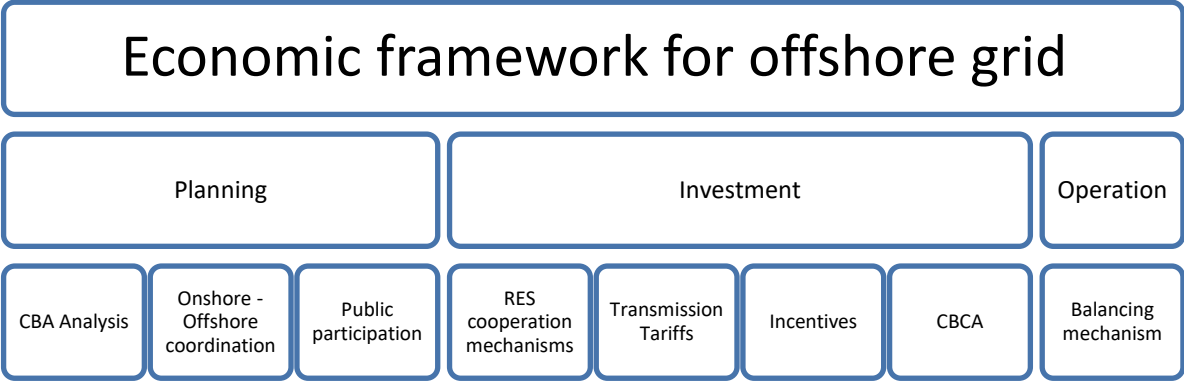 Economic framework for offshore grid
Planning
Investment
Operation
CBA Analysis
Onshore -
Offshore
coordination
Public
participation
RES
cooperation
mechanisms
Transmission
Tariffs
Incentives
CBCA
Balancing
mechanism